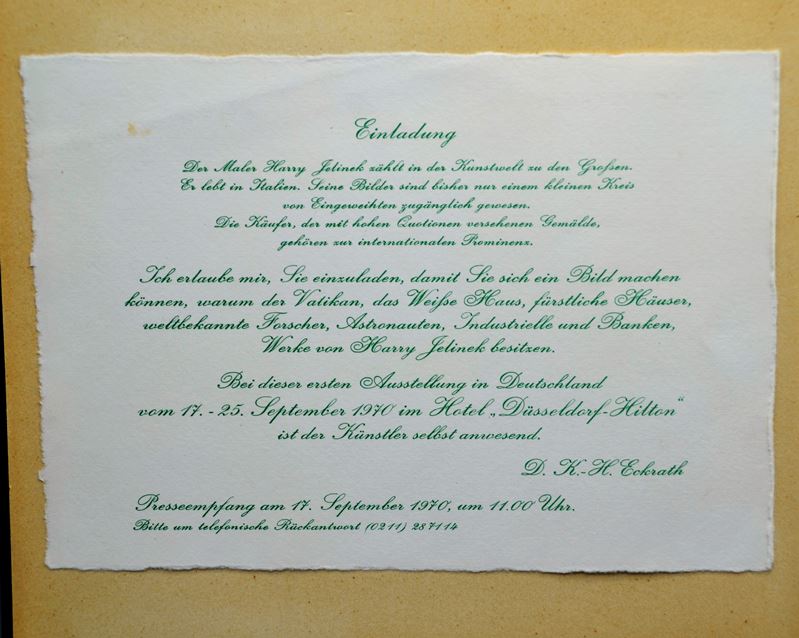 Einladung
Der Maler Harry Jelinek zählt in der Kunstwelt zu den Großen.
Er lebt in Italien. Seine Bilder sind bisher nur einem kleinen Kreis
von Eingeweihten zugänglich gewesen.
Die Käufer, der mit hohen Quotionen versehenen Gemälde,
gehören zur internationalen Prominenz.
Ich erlaube mir, Sie einzuladen, damit Sie sich ein Bild machen
können, warum der Vatikan, das Weiße Haus, fürstliche Häuser,
weltbekannte Forscher, Astronauten, Industrielle und Banken,
Werke von Harry Jelinek besitzen.
Bei dieser ersten Ausstellung in Deutschland
vom 17. - 25. September 1970 im Hotel „Düsseldorf-Hilton“
ist der Künstler selbst anwesend.
D. K.-H. Eckrath
Presseempfang am 17. September 1970, um 11.00 Uhr.
Bitte um telefonische Rückantwort (0211) 287114